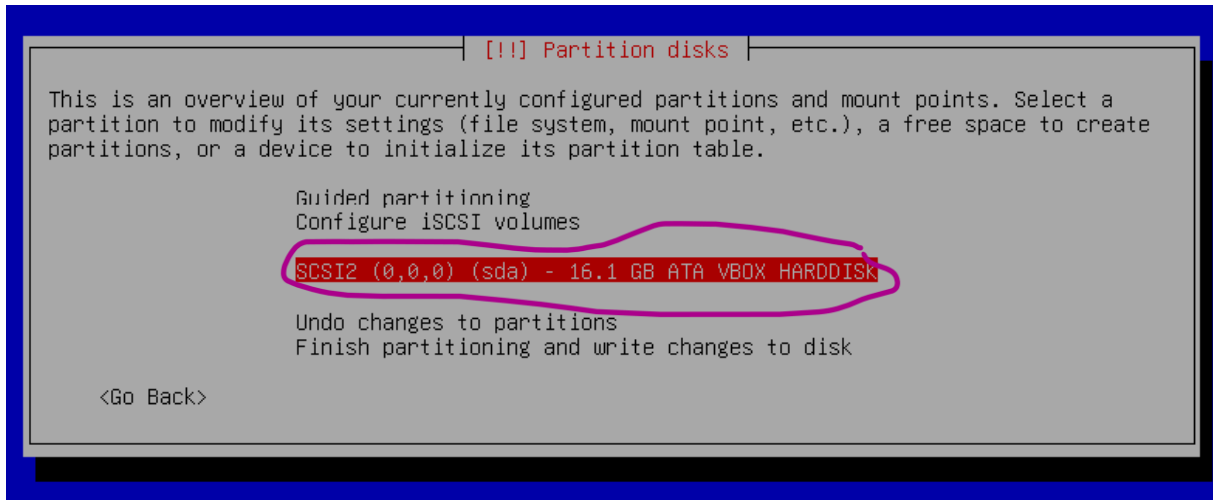 [!!] Partition disks
This is an overview of your currently configured partitions and mount points. Select a
partition to modify its settings (file system, mount point, etc.), a free space to create
partitions, or a device to initialize its partition table.
Guided partitioning
Configure iSCSI volumes
SCSI2 (0,0,0) (sda) - 16.1 GB ATA VBOX HARDDISK
Undo changes to partitions
Finish partitioning and write changes to disk
<Go Back>